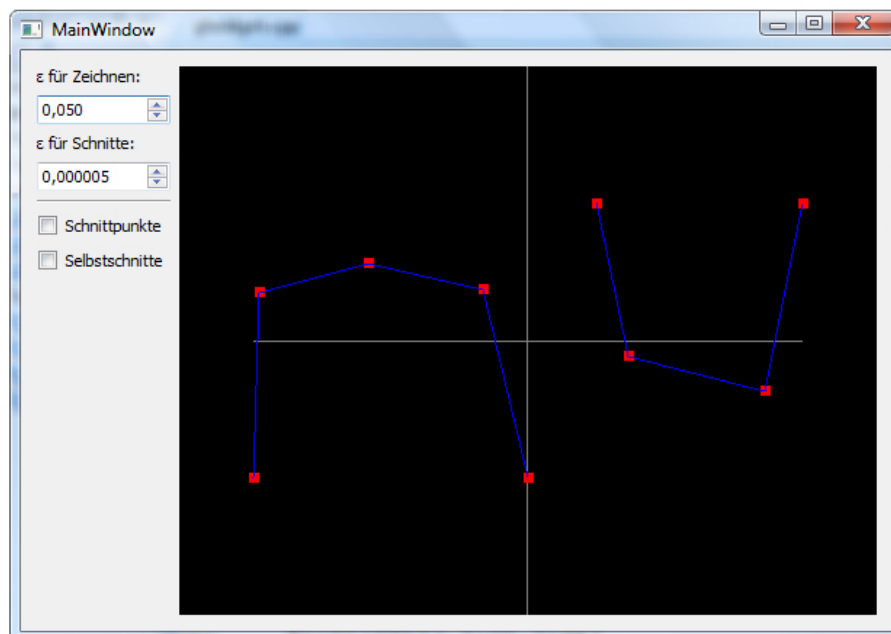 MainWindow
ε für Zeichnen:
0,050
ε für Schnitte:
0,000005
Schnittpunkte
Selbstschnitte